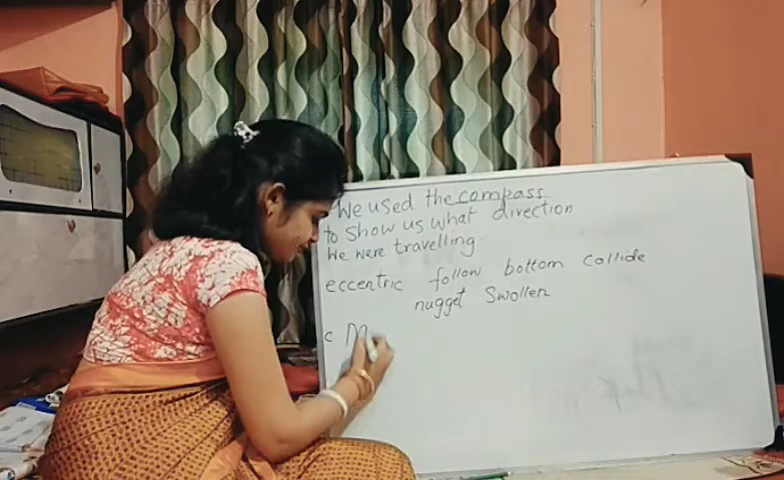 We used the compass
to show us what direction
We were travelling
eccentric follow bottom collide
nugget Swollen
c M